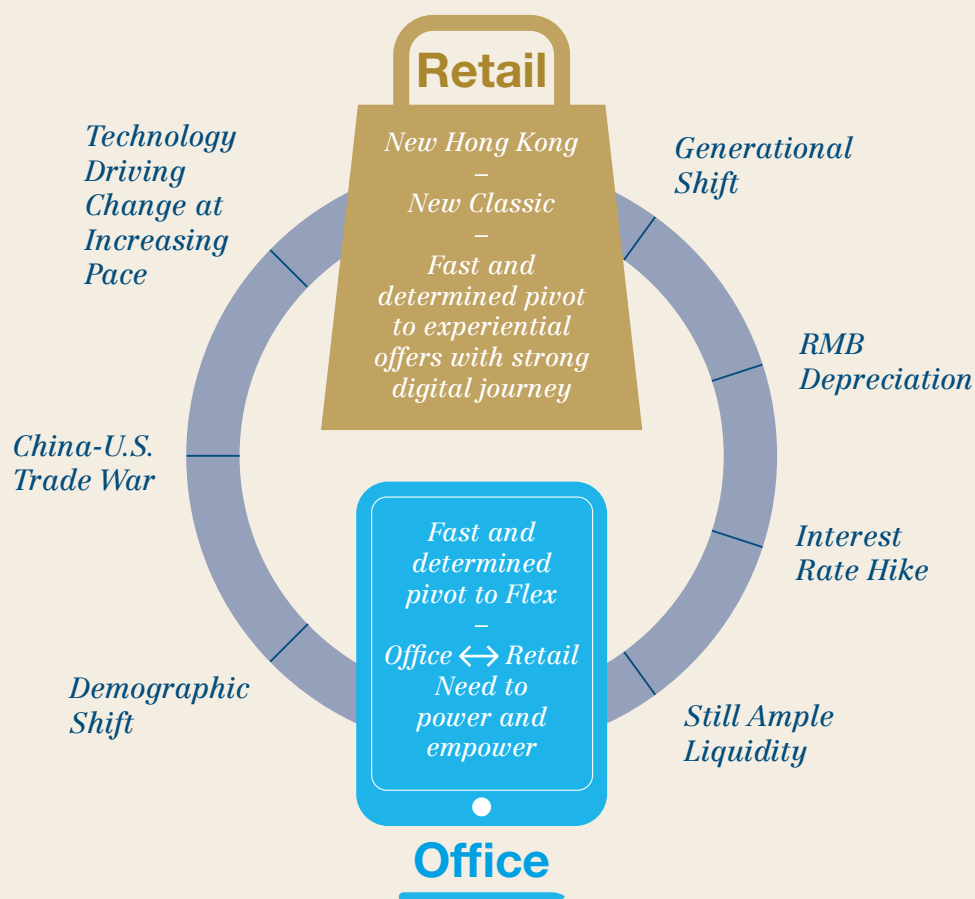 Retail
New Hong Kong
–
New Classic
–
Fast and
determined pivot
to experiential
offers with strong
digital journey
Technology
Driving
Change at
Increasing
Pace
China-U.S.
Trade War
Demographic
Shift
Generational
Shift
RMB
Depreciation
Interest
Rate Hike
Still Ample
Liquidity
Fast and
determined
pivot to Flex
–
Office ↔ Retail
Need to
power and
empower
Office